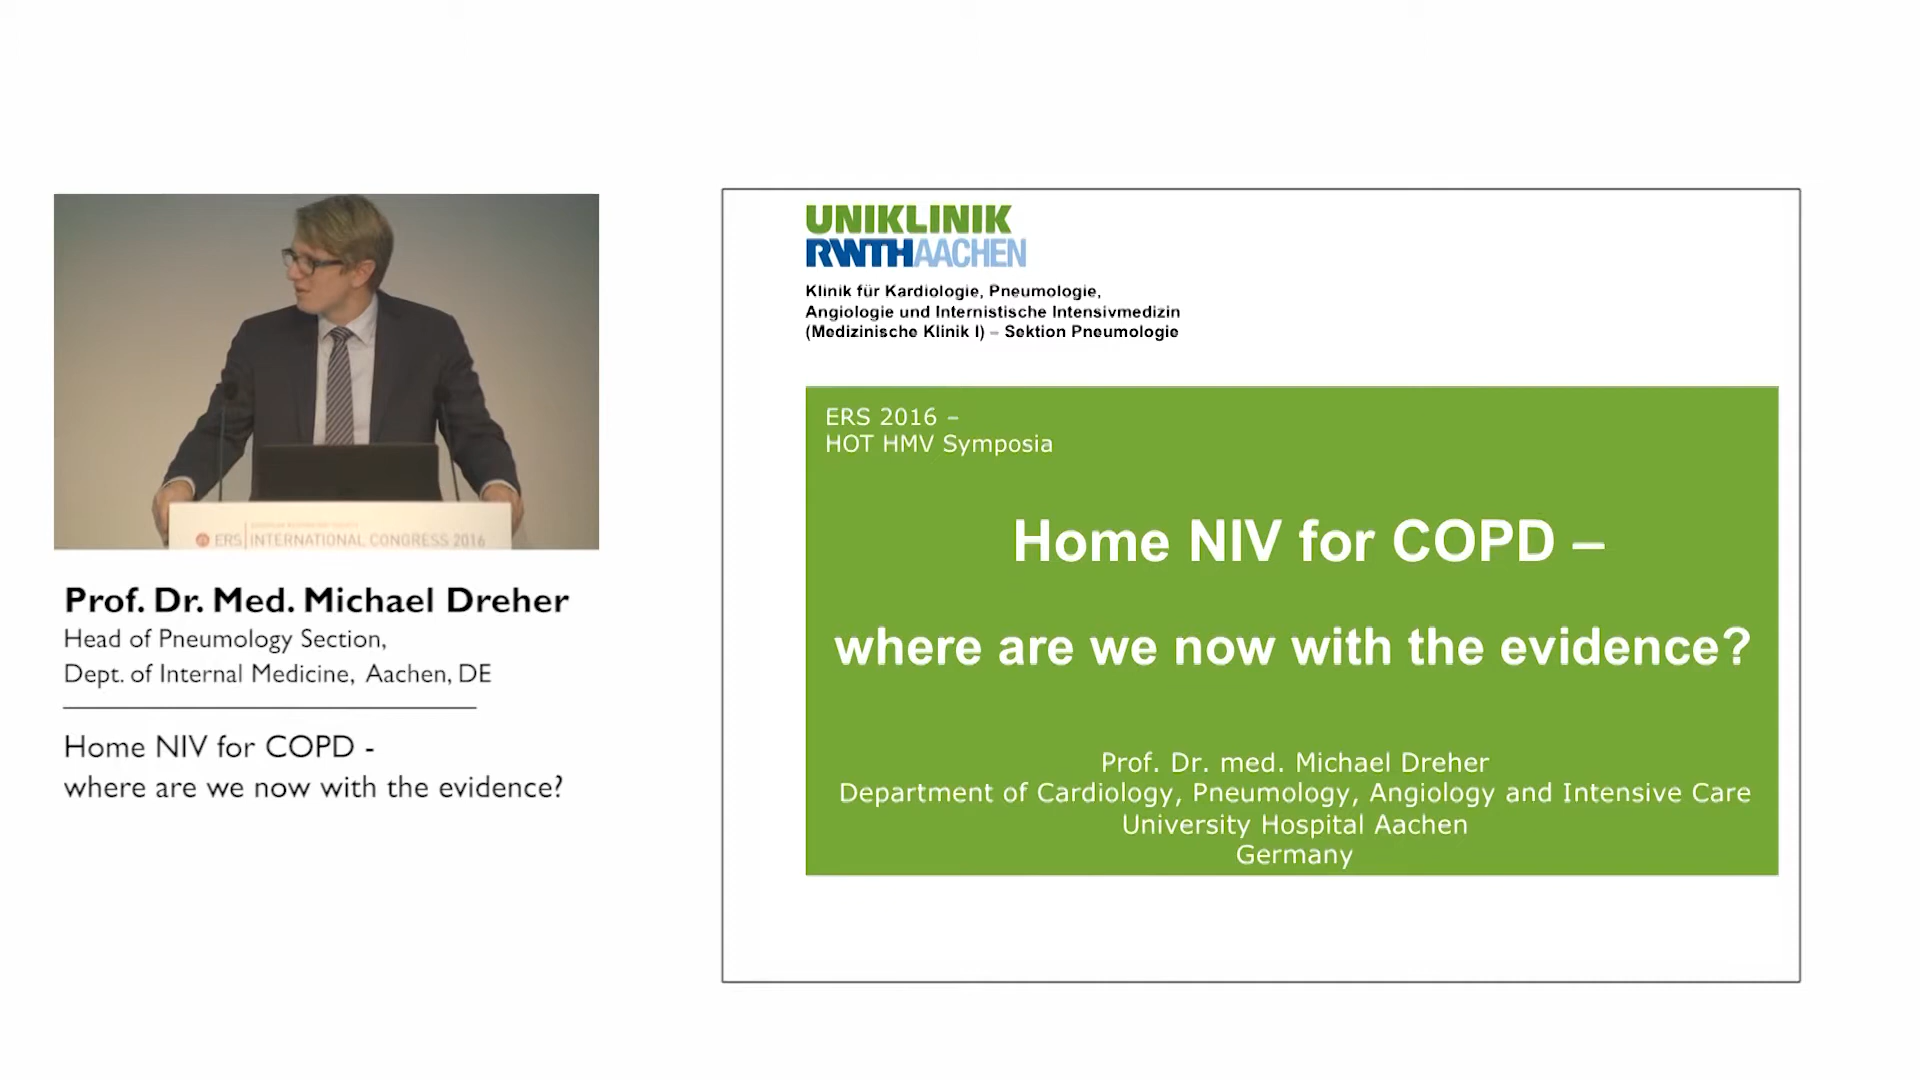 ERS INTERNATIONAL CONGRESS 2016
Prof. Dr. Med. Michael Dreher
Head of Pneumology Section,
Dept. of Internal Medicine, Aachen, DE
Home NIV for COPD -
where are we now with the evidence?
UNIKLINIK
RWTHAACHEN
Klinik für Kardiologie, Pneumologie,
Angiologie und Internistische Intensivmedizin
(Medizinische Klinik I) – Sektion Pneumologie
ERS 2016 –
HOT HMV Symposia
Home NIV for COPD –
where are we now with the evidence?
Prof. Dr. med. Michael Dreher
Department of Cardiology, Pneumology, Angiology and Intensive Care
University Hospital Aachen
Germany